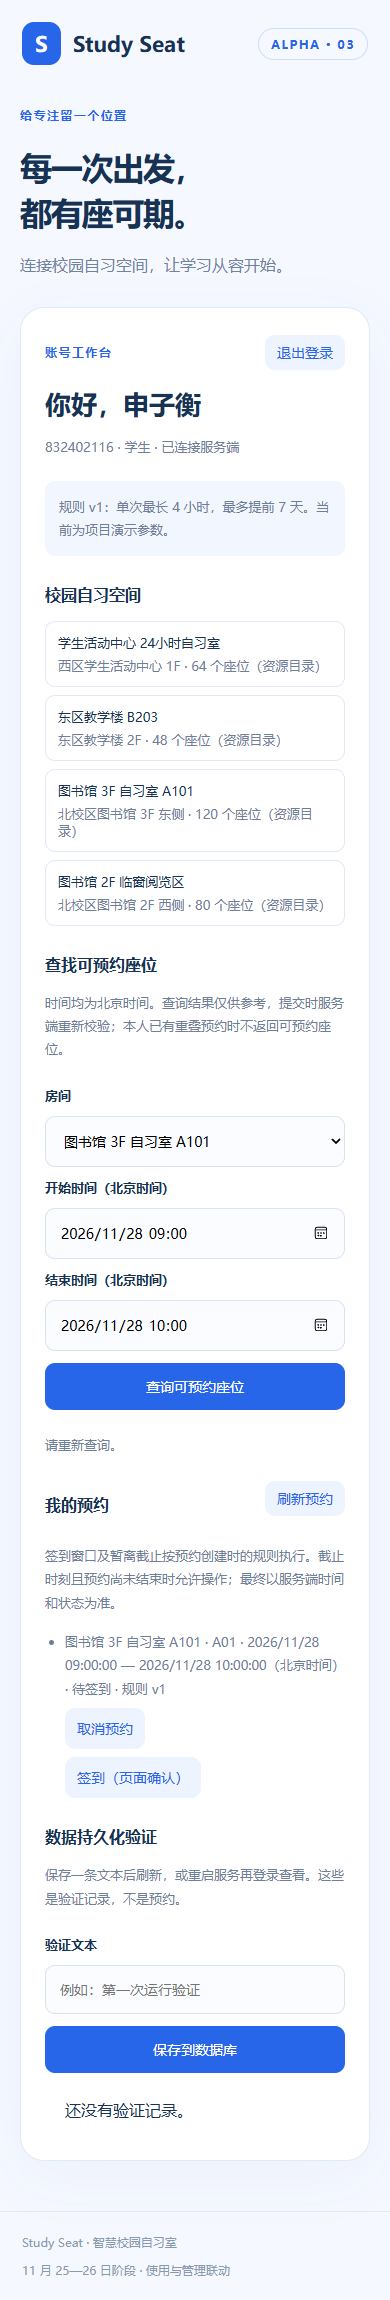 S Study Seat ALPHA • 03
给专注留一个位置
每一次出发，
都有座可期。
连接校园自习空间，让学习从容开始。
账号工作台 退出登录
你好，申子衡
832402116 · 学生 · 已连接服务端
规则 v1：单次最长 4 小时，最多提前 7 天。当
前为项目演示参数。
校园自习空间
学生活动中心 24小时自习室
西区学生活动中心 1F · 64 个座位（资源目录）
东区教学楼 B203
东区教学楼 2F · 48 个座位（资源目录）
图书馆 3F 自习室 A101
北校区图书馆 3F 东侧 · 120 个座位（资源目
录）
图书馆 2F 临窗阅览区
北校区图书馆 2F 西侧 · 80 个座位（资源目录）
查找可预约座位
时间均为北京时间。查询结果仅供参考，提交时服务
端重新校验；本人已有重叠预约时不返回可预约座
位。
房间
图书馆 3F 自习室 A101
开始时间（北京时间）
2026/11/28 09:00
结束时间（北京时间）
2026/11/28 10:00
查询可预约座位
请重新查询。
我的预约 刷新预约
签到窗口及暂离截止按预约创建时的规则执行。截止
时刻且预约尚未结束时允许操作；最终以服务端时间
和状态为准。
• 图书馆 3F 自习室 A101 · A01 · 2026/11/28
09:00:00 — 2026/11/28 10:00:00（北京时间）
· 待签到 · 规则 v1
取消预约
签到（页面确认）
数据持久化验证
保存一条文本后刷新，或重启服务再登录查看。这些
是验证记录，不是预约。
验证文本
例如：第一次运行验证
保存到数据库
还没有验证记录。
Study Seat · 智慧校园自习室
11 月 25—26 日阶段 · 使用与管理联动